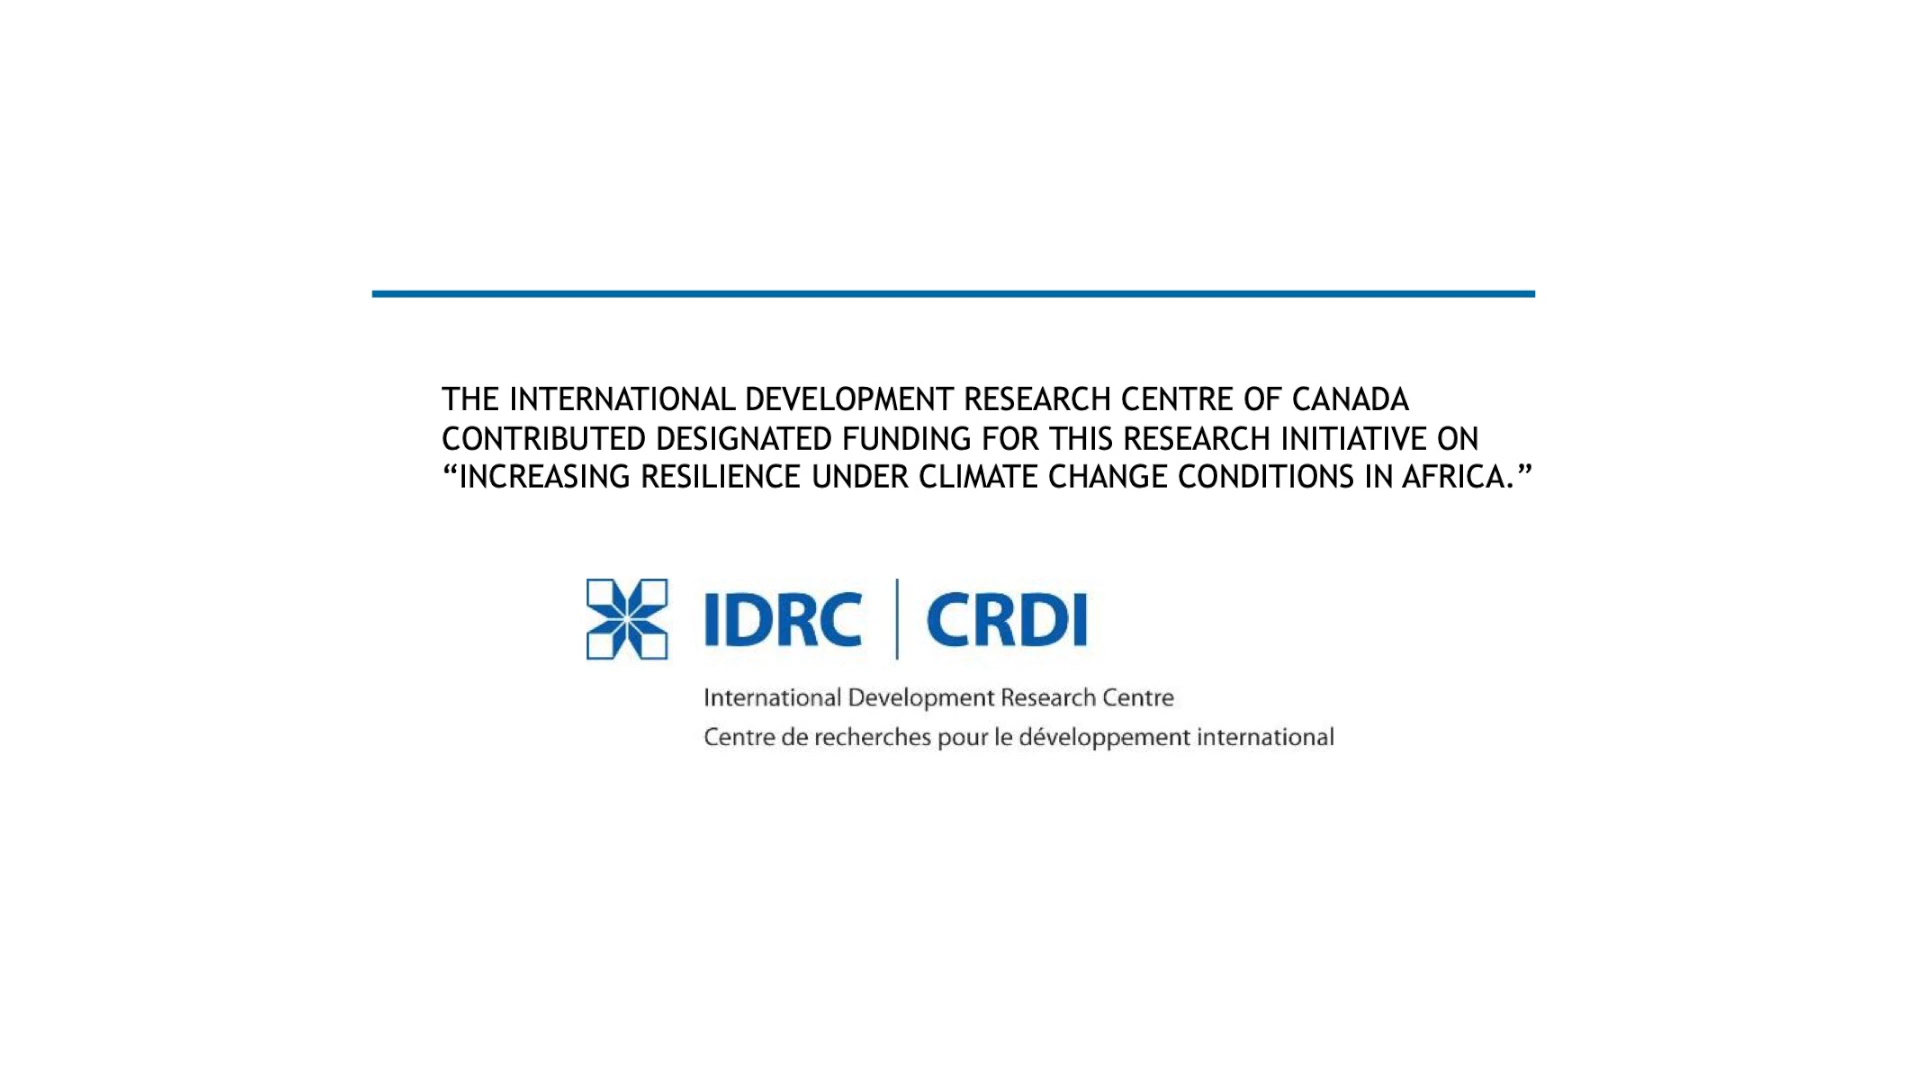 THE INTERNATIONAL DEVELOPMENT RESEARCH CENTRE OF CANADA
CONTRIBUTED DESIGNATED FUNDING FOR THIS RESEARCH INITIATIVE ON
“INCREASING RESILIENCE UNDER CLIMATE CHANGE CONDITIONS IN AFRICA.”
IDRC | CRDI
International Development Research Centre
Centre de recherches pour le développement international